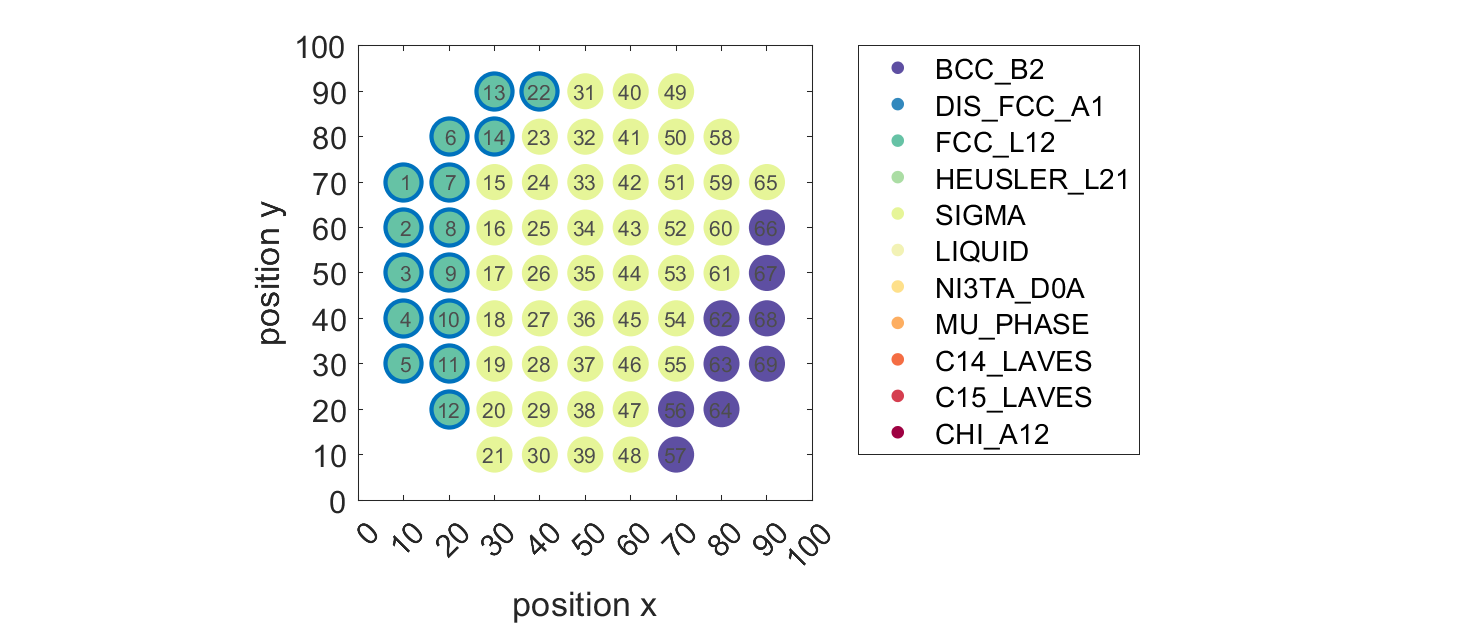 100
90 13 22 31 40 49
80 6 14 23 32 41 50 58
70 1 7 15 24 33 42 51 59 65
60 2 8 16 25 34 43 52 60 66
50 3 9 17 26 35 44 53 61 67
40 4 10 18 27 36 45 54 62 68
30 5 11 19 28 37 46 55 63 69
20 12 20 29 38 47 56 64
10 21 30 39 48 57
0
0 10 20 30 40 50 60 70 80 90 100
position x
position y
BCC_B2
DIS_FCC_A1
FCC_L12
HEUSLER_L21
SIGMA
LIQUID
NI3TA_D0A
MU_PHASE
C14_LAVES
C15_LAVES
CHI_A12